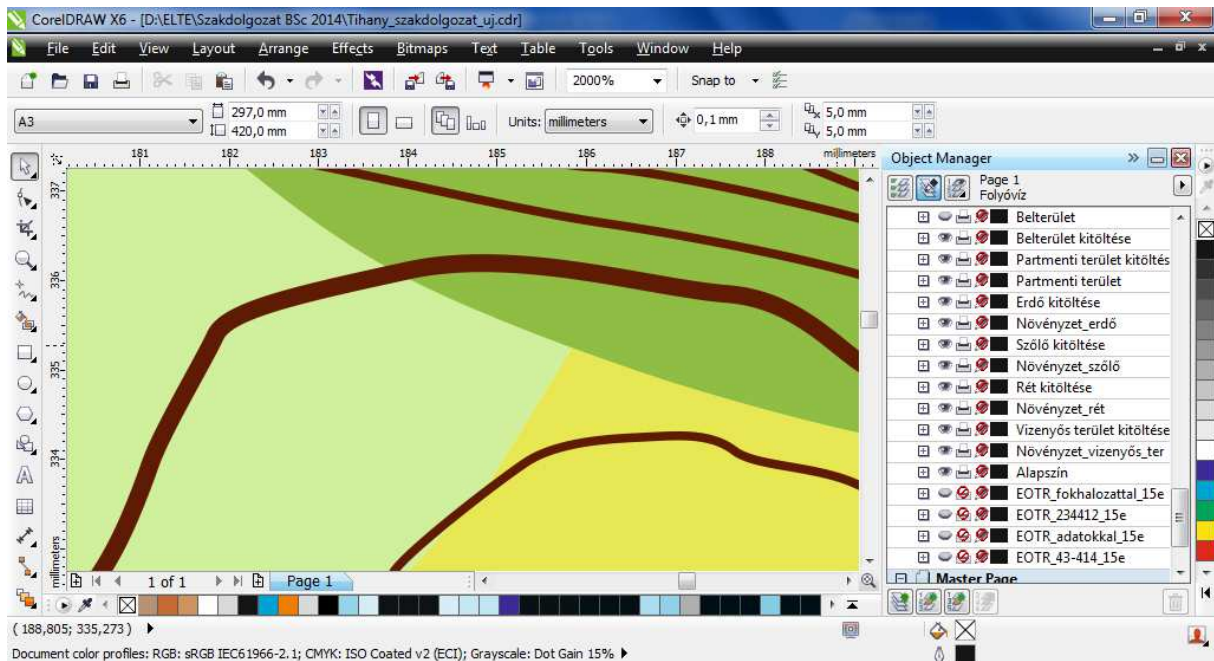 CorelDRAW X6 - [D:\ELTE\Szakdolgozat BSc 2014\Tihany_szakdolgozat_uj.cdr]
File Edit View Layout Arrange Effects Bitmaps Text Table Tools Window Help
2000% Snap to
A3 297,0 mm 420,0 mm Units: millimeters 0,1 mm 5,0 mm 5,0 mm
181 182 183 184 185 186 187 188 millimeters
337
336
335
334
millimeters
Object Manager
Page 1
Folyóvíz
Belterület
Belterület kitöltése
Partmenti terület kitöltés
Partmenti terület
Erdő kitöltése
Növényzet_erdő
Szőlő kitöltése
Növényzet_szőlő
Rét kitöltése
Növényzet_rét
Vizenyős terület kitöltése
Növényzet_vizenyős_ter
Alapszín
EOTR_fokhalozattal_15e
EOTR_234412_15e
EOTR_adatokkal_15e
EOTR_43-414_15e
Master Page
1 of 1 Page 1
( 188,805; 335,273 )
Document color profiles: RGB: sRGB IEC61966-2.1; CMYK: ISO Coated v2 (ECI); Grayscale: Dot Gain 15%